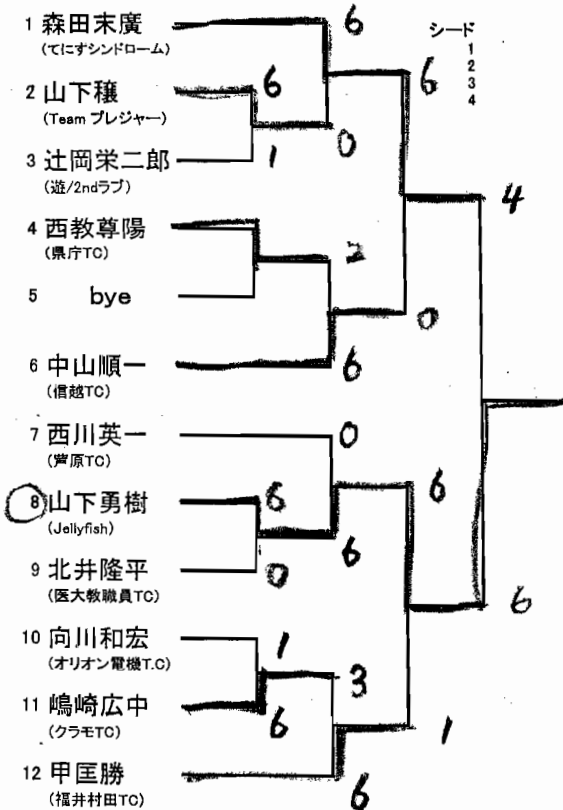 1 森田末廣
(てにすシンドローム)
6
シード
1
2
3
4
2 山下穣
(Team プレジャー)
6
6
3 辻岡栄二郎
(遊/2ndラブ)
1
0
4
4 西教尊陽
(県庁TC)
2
5 bye
0
6 中山順一
(信越TC)
6
7 西川英一
(芦原TC)
0
8 山下勇樹
(Jellyfish)
6
6
6
9 北井隆平
(医大教職員TC)
0
6
10 向川和宏
(オリオン電機T.C)
1
3
11 嶋崎広中
(クラモTC)
6
1
12 甲匡勝
(福井村田TC)
6